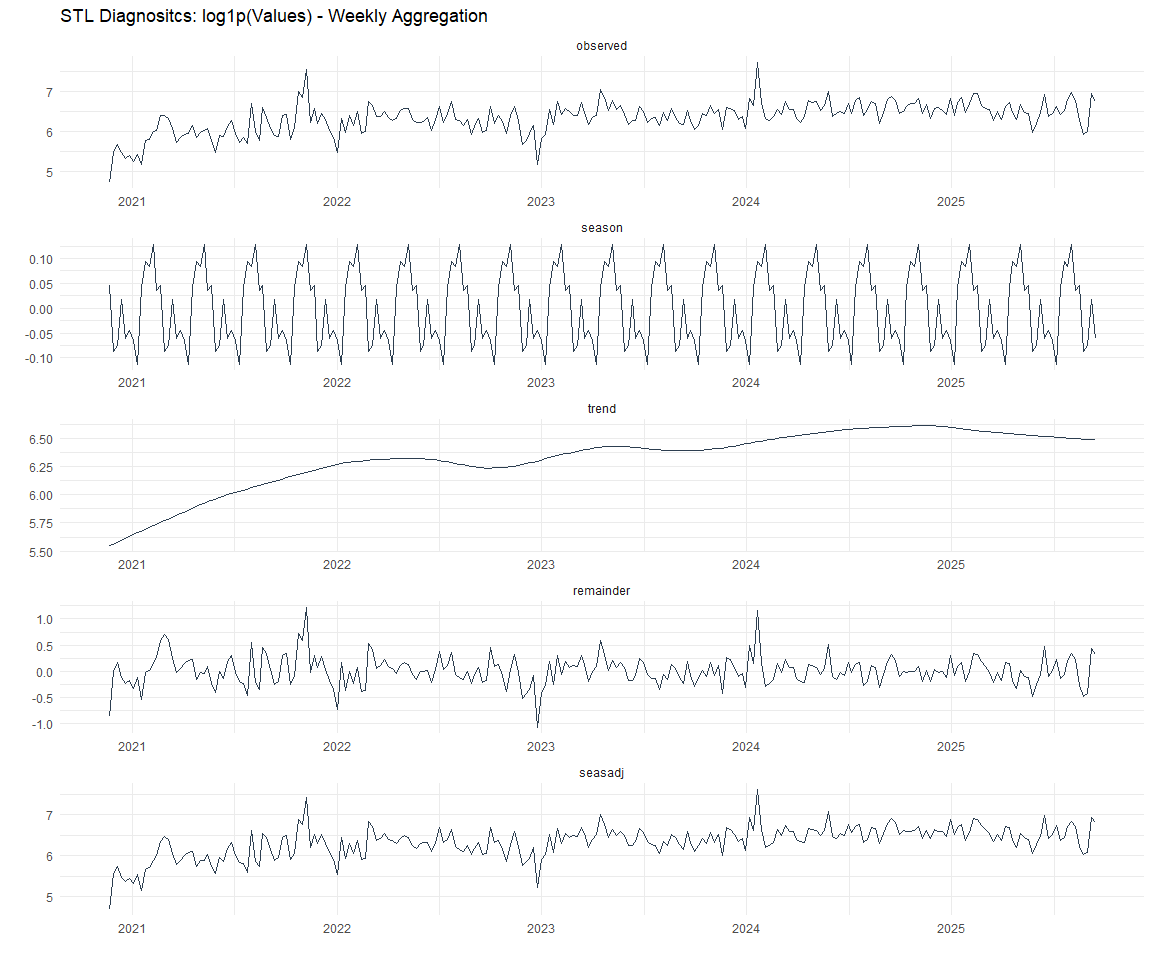 STL Diagnositcs: log1p(Values) - Weekly Aggregation
observed
7
6
5
2021 2022 2023 2024 2025
season
0.10
0.05
0.00
-0.05
-0.10
2021 2022 2023 2024 2025
trend
6.50
6.25
6.00
5.75
5.50
2021 2022 2023 2024 2025
remainder
1.0
0.5
0.0
-0.5
-1.0
2021 2022 2023 2024 2025
seasadj
7
6
5
2021 2022 2023 2024 2025